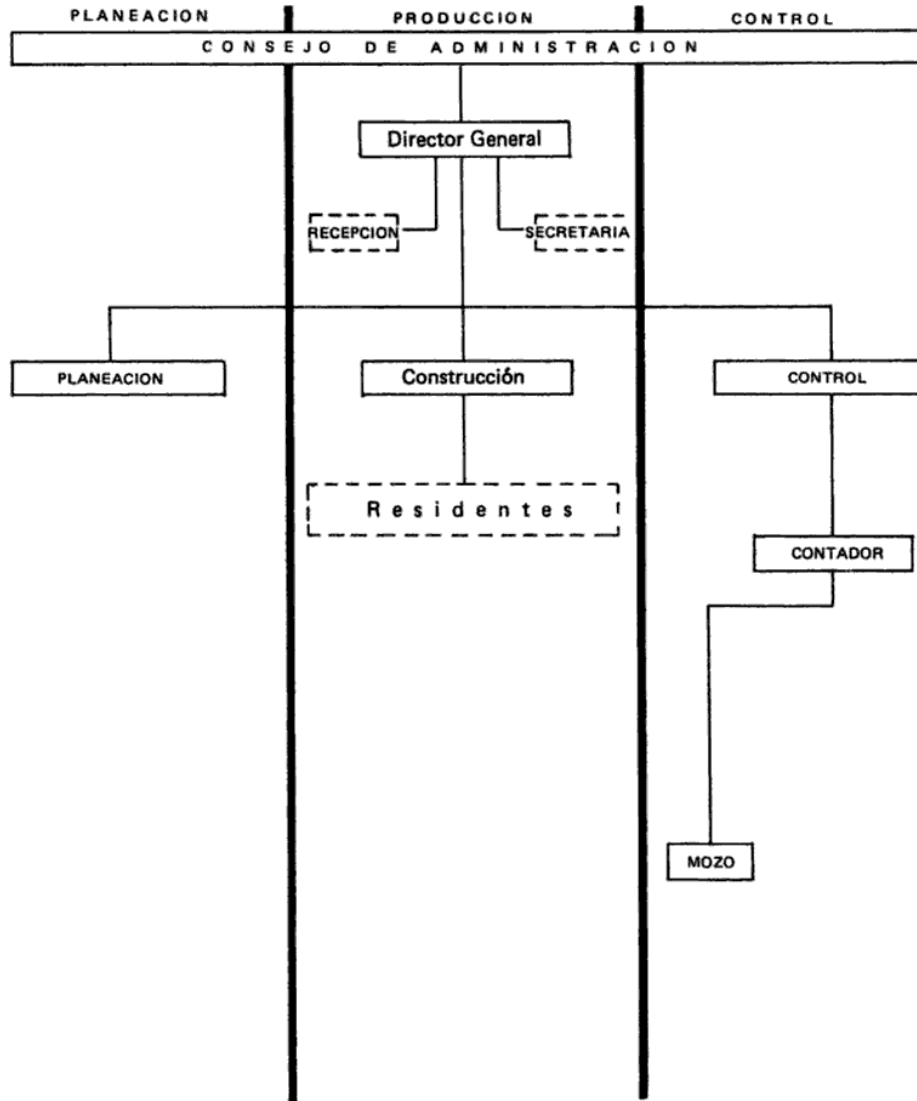 PLANEACION PRODUCCION CONTROL
CONSEJO DE ADMINISTRACION
Director General
RECEPCION SECRETARIA
PLANEACION Construcción CONTROL
Residentes
CONTADOR
MOZO